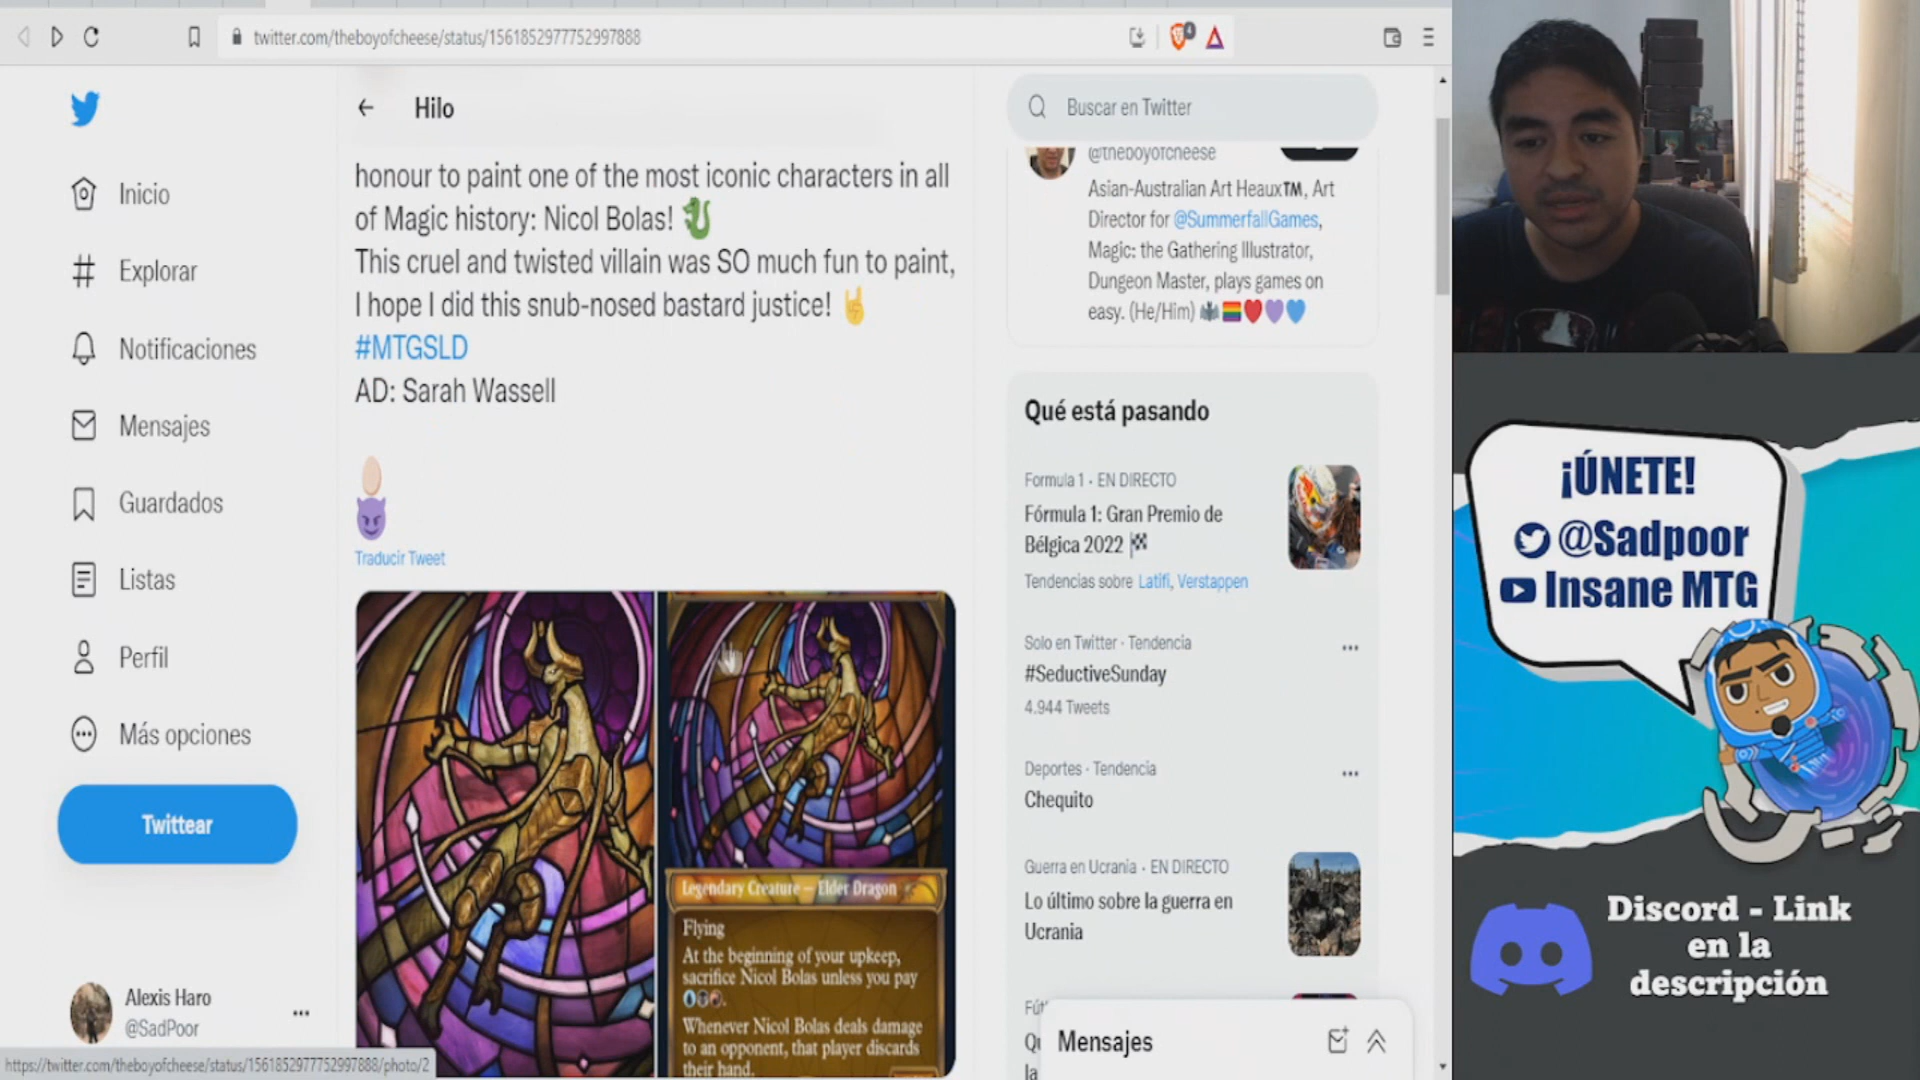 twitter.com/theboyofcheese/status/1561852977752997888
4
Hilo
Buscar en Twitter
Inicio
Explorar
Notificaciones
Mensajes
Guardados
Listas
Perfil
Más opciones
Twittear
Alexis Haro
@SadPoor
honour to paint one of the most iconic characters in all
of Magic history: Nicol Bolas!
This cruel and twisted villain was SO much fun to paint,
I hope I did this snub-nosed bastard justice!
#MTGSLD
AD: Sarah Wassell
Traducir Tweet
Legendary Creature — Elder Dragon
Flying
At the beginning of your upkeep,
sacrifice Nicol Bolas unless you pay
Whenever Nicol Bolas deals damage
to an opponent, that player discards
their hand.
@theboyofcheese
Asian-Australian Art Heaux™, Art
Director for @SummerfallGames,
Magic: the Gathering Illustrator,
Dungeon Master, plays games on
easy. (He/Him)
Qué está pasando
Formula 1 · EN DIRECTO
Fórmula 1: Gran Premio de
Bélgica 2022
Tendencias sobre Latifi, Verstappen
Solo en Twitter · Tendencia
#SeductiveSunday
4.944 Tweets
Deportes · Tendencia
Chequito
Guerra en Ucrania · EN DIRECTO
Lo último sobre la guerra en
Ucrania
Mensajes
https://twitter.com/theboyofcheese/status/1561852977752997888/photo/2
¡ÚNETE!
@Sadpoor
Insane MTG
Discord - Link
en la
descripción